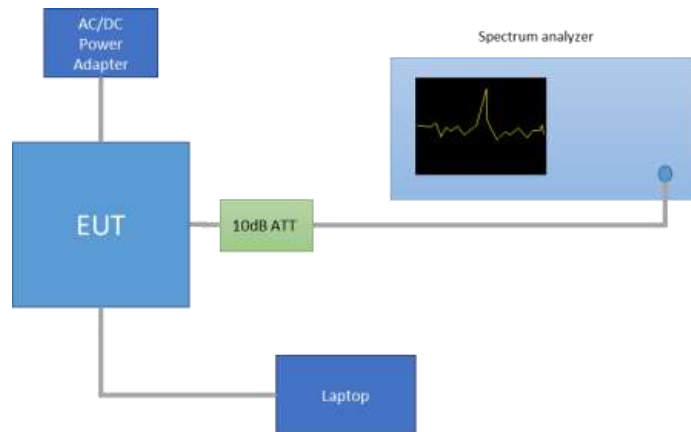 AC/DC
Power
Adapter
Spectrum analyzer
EUT
10dB ATT
Laptop